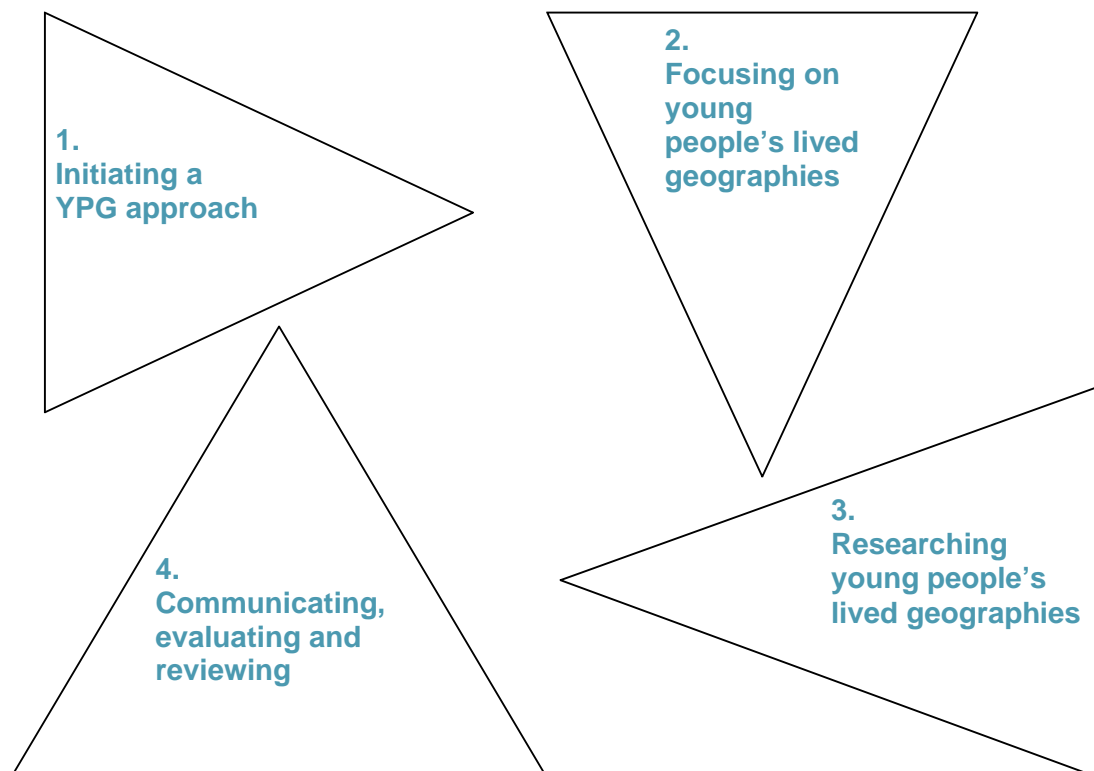 1.
Initiating a
YPG approach
2.
Focusing on
young
people’s lived
geographies
3.
Researching
young people’s
lived geographies
4.
Communicating,
evaluating and
reviewing